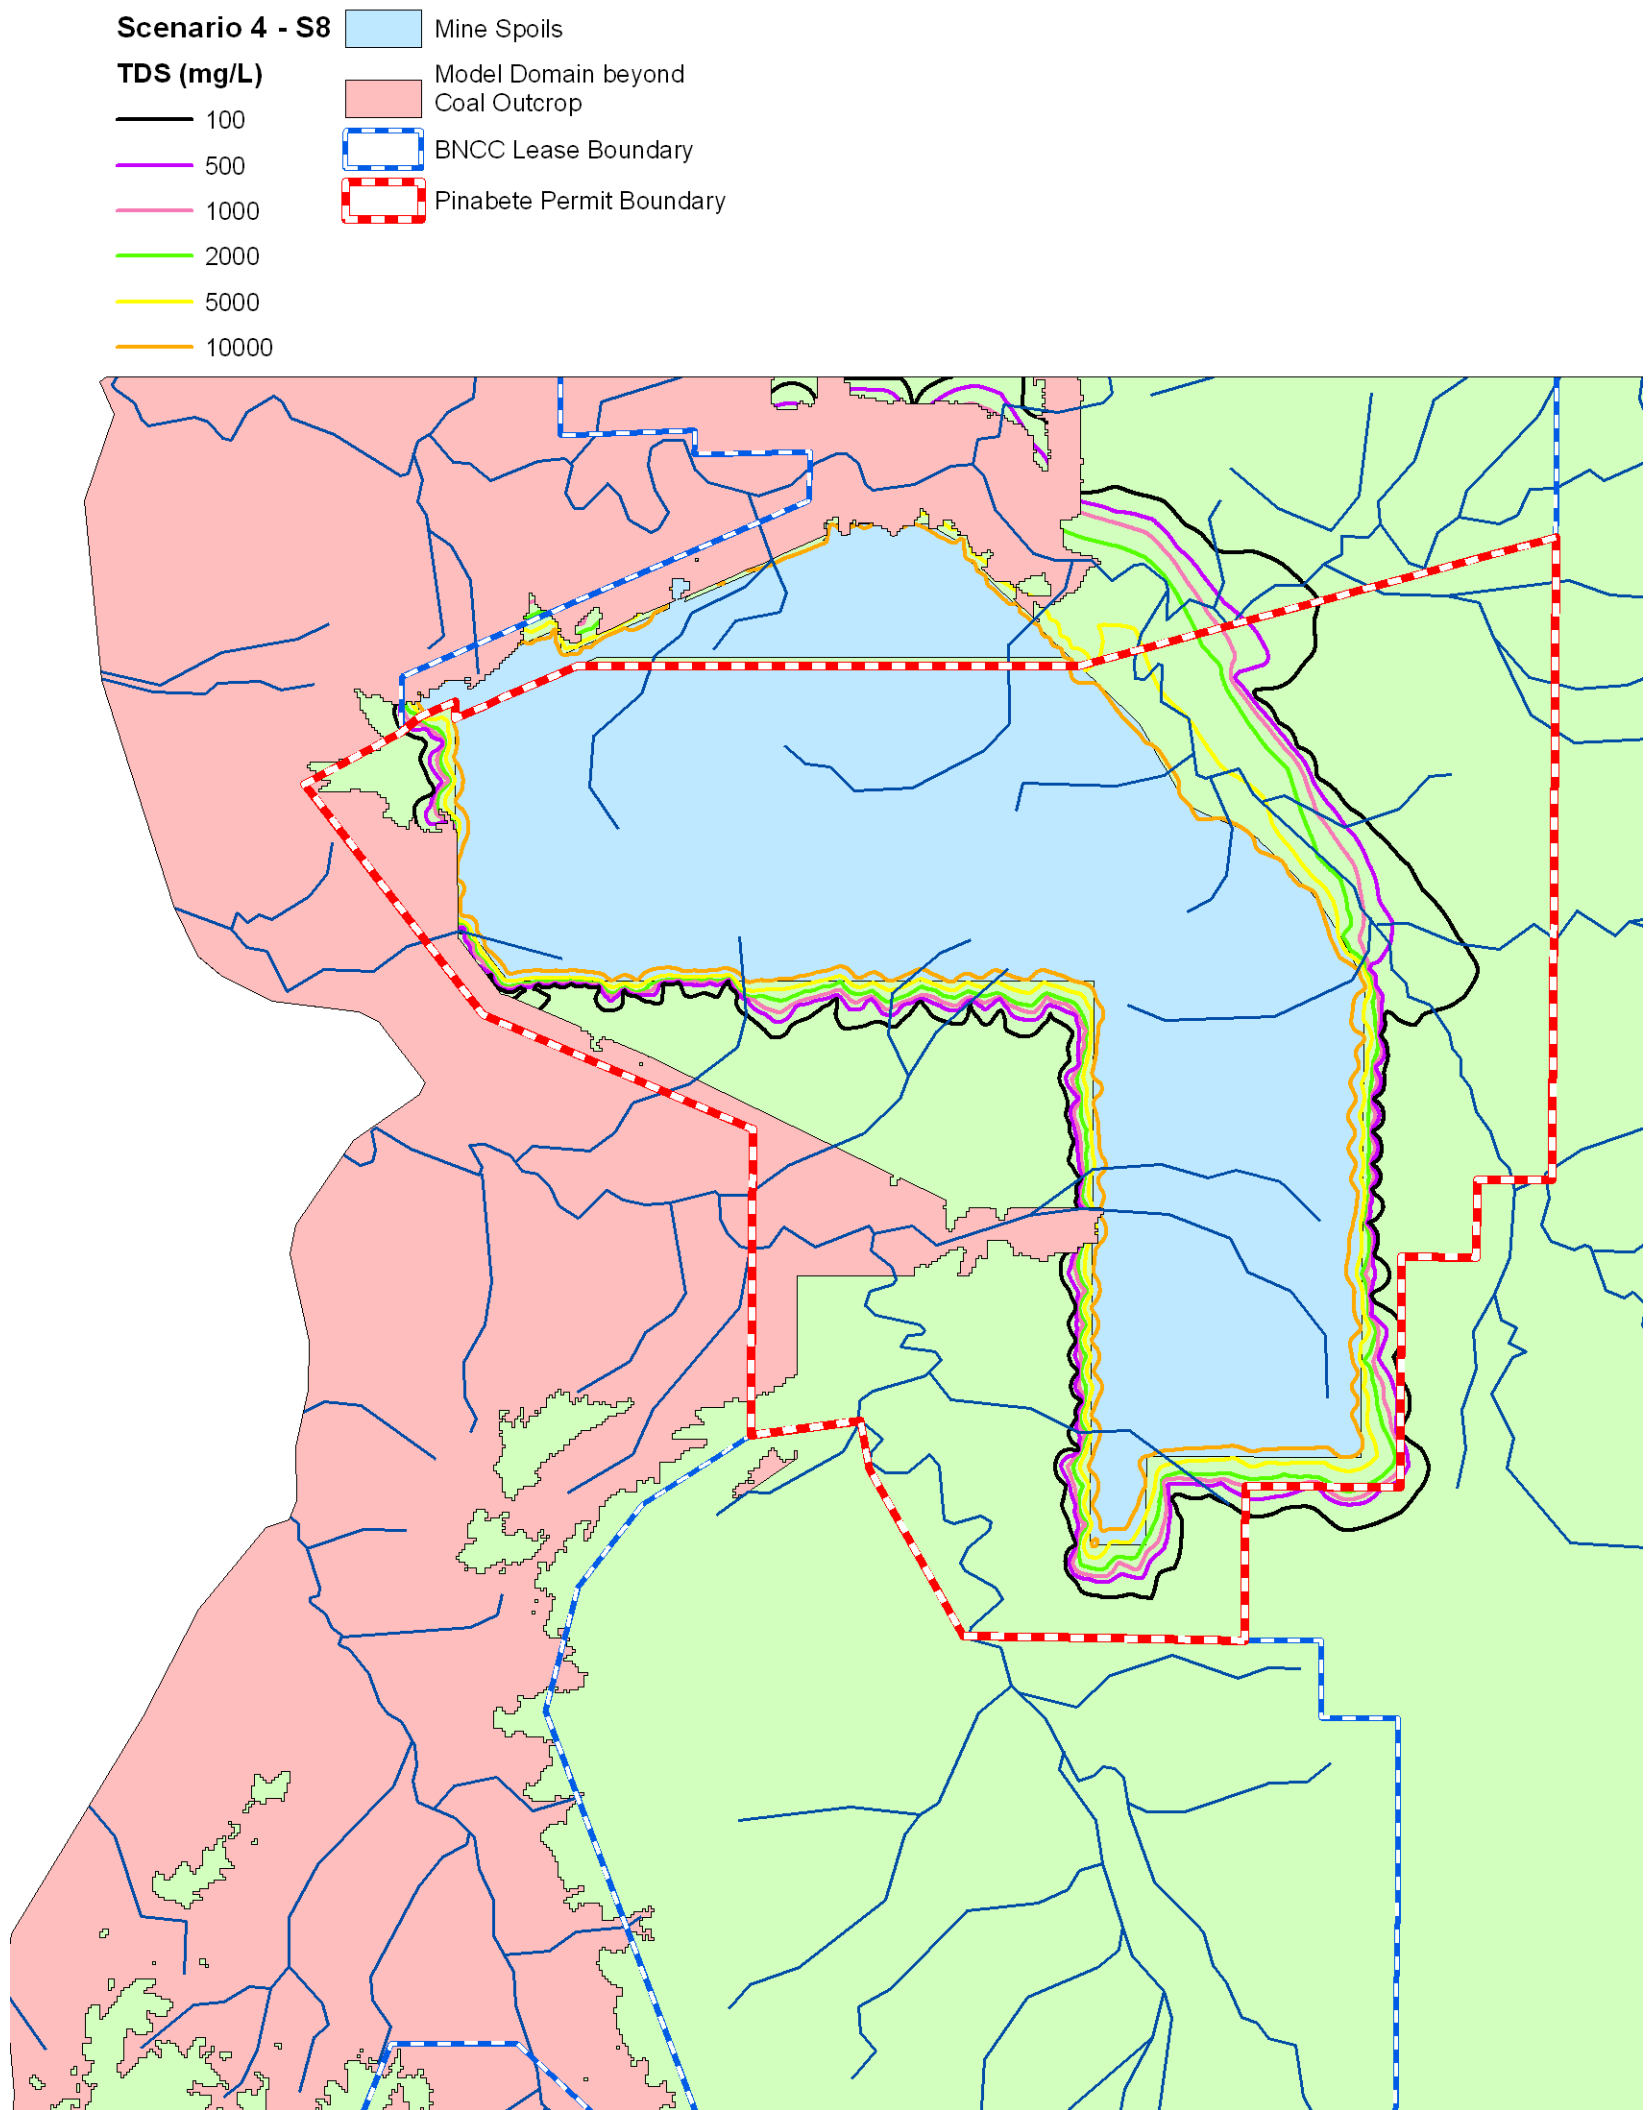 Scenario 4 - S8
TDS (mg/L)
100
500
1000
2000
5000
10000
Mine Spoils
Model Domain beyond
Coal Outcrop
BNCC Lease Boundary
Pinabete Permit Boundary